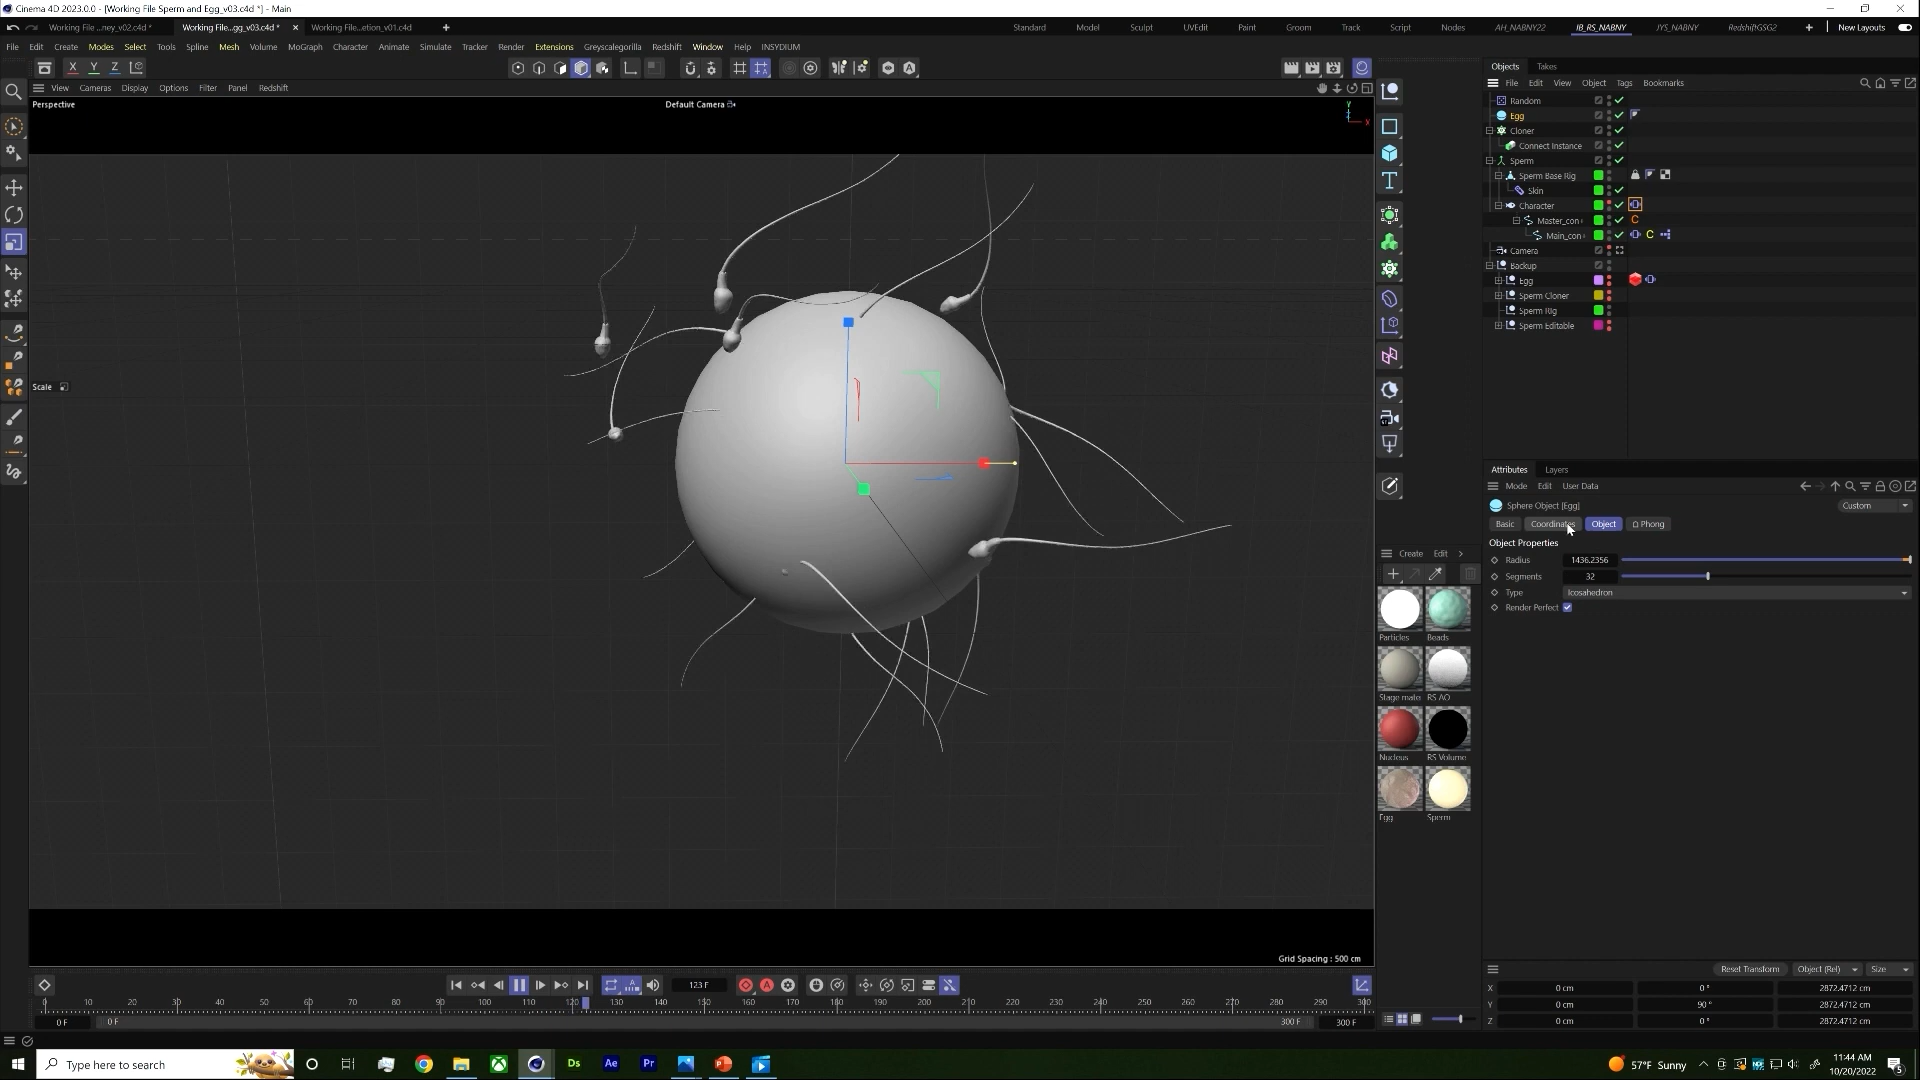 Cinema 4D 2023.0.0 - [Working File Sperm and Egg_v03.c4d *] - Main
Working File ...ney_v02.c4d *
Working File...gg_v03.c4d *
Working File...etion_v01.c4d
Standard Model Sculpt UVEdit Paint Groom Track Script Nodes AH_NABNY22 IB_RS_NABNY JYS_NABNY RedshiftGSG2 + New Layouts
File Edit Create Modes Select Tools Spline Mesh Volume MoGraph Character Animate Simulate Tracker Render Extensions Greyscalegorilla Redshift Window Help INSYDIUM
X Y Z
Objects Takes
File Edit View Object Tags Bookmarks
View Cameras Display Options Filter Panel Redshift
Perspective
Default Camera
Y
X
Scale
Random
Egg
Cloner
Connect Instance
Sperm
Sperm Base Rig
Skin
Character
Master_con
Main_con
Camera
Backup
Egg
Sperm Cloner
Sperm Rig
Sperm Editable
Attributes Layers
Mode Edit User Data
Sphere Object [Egg]
Custom
Basic Coordinates Object Phong
Object Properties
Radius 1436.2356
Segments 32
Type Icosahedron
Render Perfect
Create Edit
Particles Beads
Stage mate RS AO
Nucleus RS Volume
Egg Sperm
Grid Spacing : 500 cm
123 F
0 10 20 30 40 50 60 70 80 90 100 110 120 130 140 150 160 170 180 190 200 210 220 230 240 250 260 270 280 290 300
0 F 0 F 300 F 300 F
Reset Transform Object (Rel) Size
X 0 cm 0 ° 2872.4712 cm
Y 0 cm 90 ° 2872.4712 cm
Z 0 cm 0 ° 2872.4712 cm
Type here to search
Ds Ae Pr
57°F Sunny
11:44 AM
10/20/2022
5